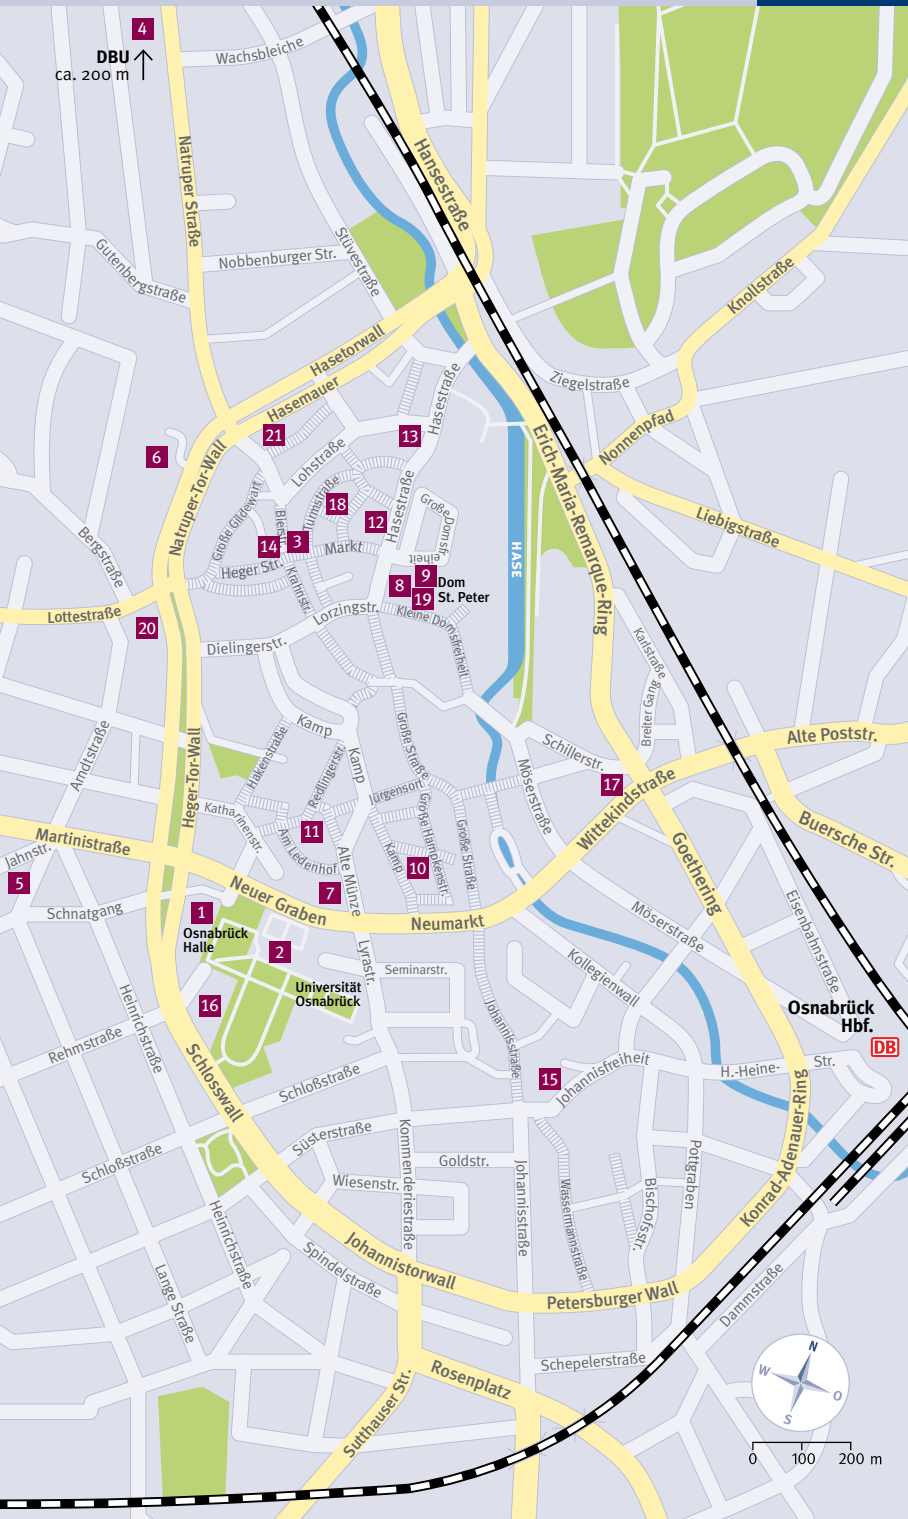 4
DBU
ca. 200 m
Wachsbleiche
Natruper Straße
Hansestraße
Gutenbergstraße
Nobbenburger Str.
Stüvestraße
Knollstraße
Hasetorwall
Hasemauer
Ziegelstraße
Hasestraße
21
13
6
Natruper-Tor-Wall
Lohstraße
Erich-Maria-Remarque-Ring
Nonnenpfad
Liebigstraße
Große Gildewart
Turmstraße
18
Hasestraße
Große Domsfreiheit
12
Bierstr.
14
3
Markt
Bergstraße
HASE
Heger Str.
Krahnstr.
9
8
19
Dom
St. Peter
Lottestraße
20
Lorzingstr.
Kleine Domsfreiheit
Dielingerstr.
Karlstraße
Breiter Gang
Kamp
Große Straße
Arndtstraße
Heger-Tor-Wall
Hakenstraße
Redlingerstr.
Kamp
Schillerstr.
Alte Poststr.
Möserstraße
17
Wittekindstraße
Jürgensort
Katharinenstr.
Große Hamkenstr.
Große Straße
Martinistraße
11
Am Ledenhof
Alte Münze
Kamp
10
Goethering
Buersche Str.
Jahnstr.
5
7
Neuer Graben
Neumarkt
Schnatgang
1
Osnabrück
Halle
2
Lyrastr.
Seminarstr.
Möserstraße
Kollegienwall
Eisenbahnstraße
Universität
Osnabrück
16
Osnabrück
Hbf.
DB
Heinrichstraße
Rehmstraße
Schlosswall
Johannisstraße
15
Johannisfreiheit
H.-Heine-
Str.
Schloßstraße
Süsterstraße
Kommenderiestraße
Goldstr.
Schloßstraße
Wiesenstr.
Johannisstraße
Wassermannstraße
Bischofsstr.
Pottgraben
Konrad-Adenauer-Ring
Heinrichstraße
Johannistorwall
Spindelstraße
Lange Straße
Petersburger Wall
Dammstraße
Schepelerstraße
Rosenplatz
Sutthauser Str.
N
W
O
S
0
100
200 m